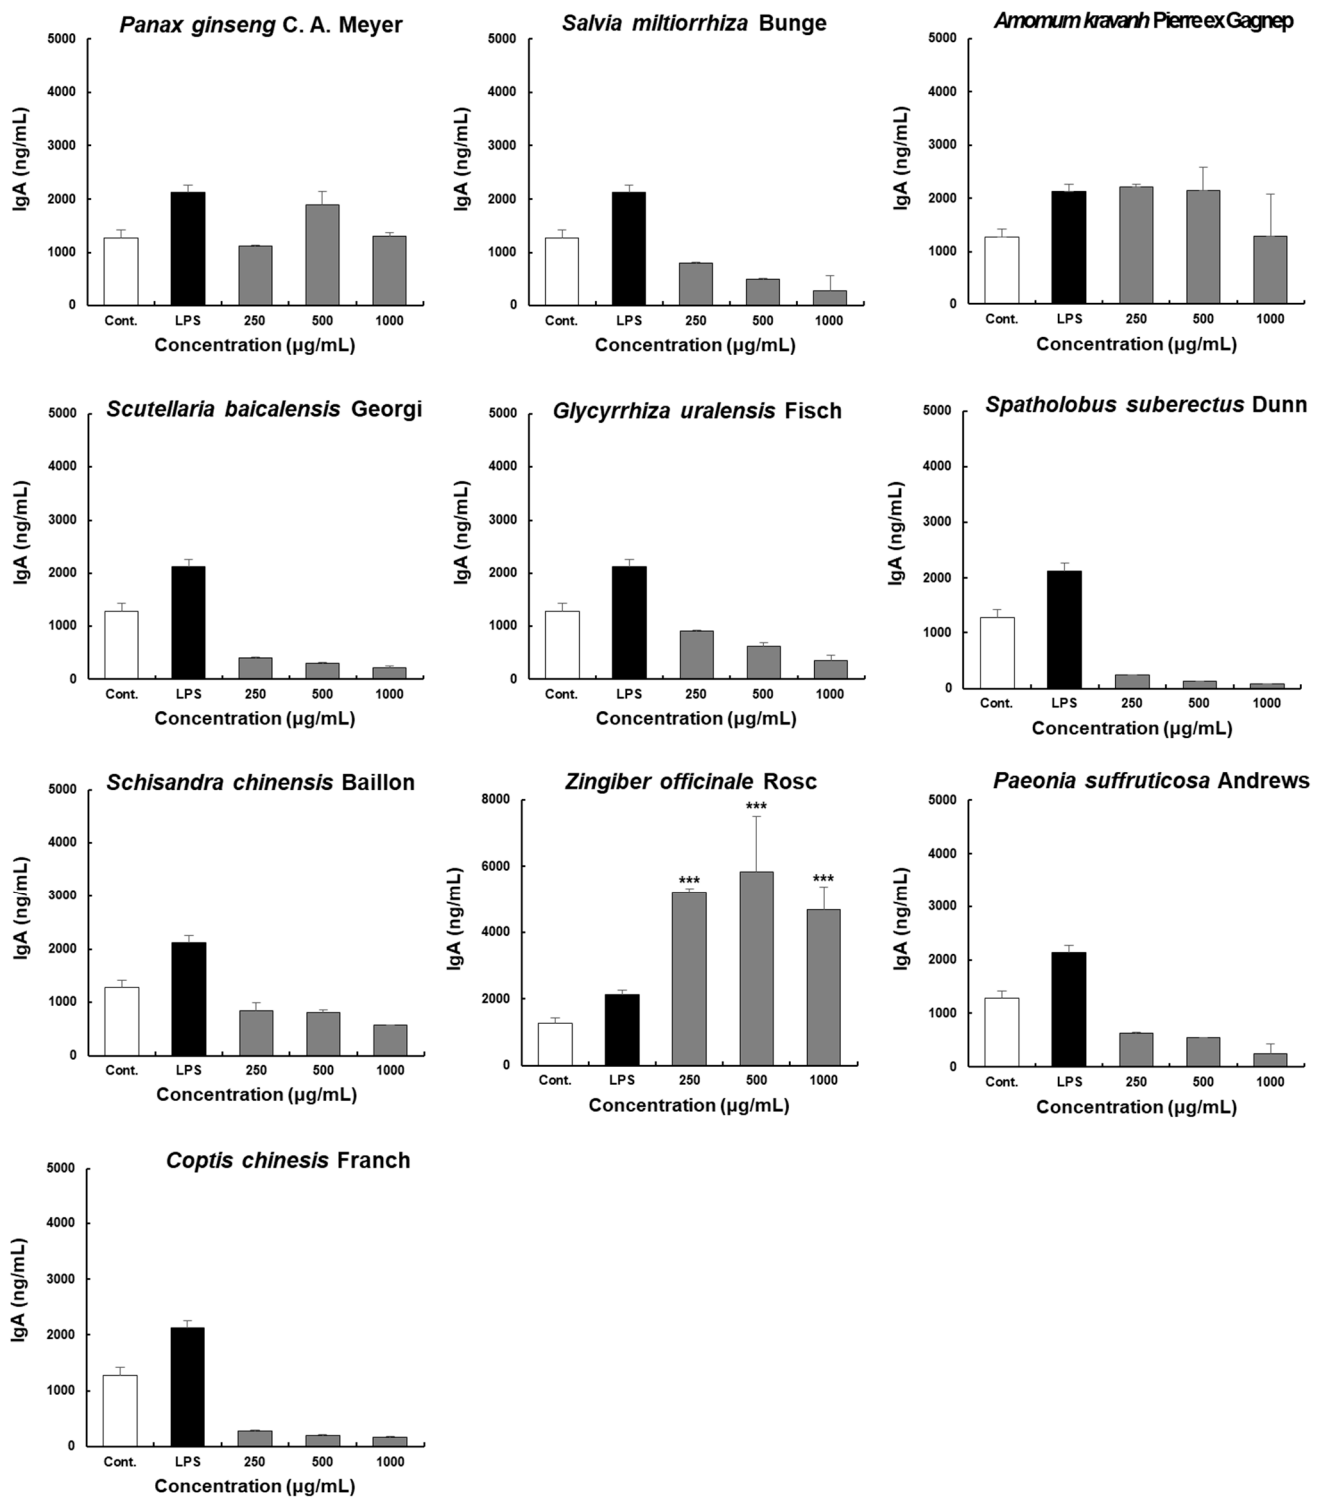 Panax ginseng C. A. Meyer
5000
4000
3000
2000
1000
0
IgA (ng/mL)
Cont. LPS 250 500 1000
Concentration (µg/mL)
Salvia miltiorrhiza Bunge
5000
4000
3000
2000
1000
0
IgA (ng/mL)
Cont. LPS 250 500 1000
Concentration (µg/mL)
Amomum kravanh Pierre ex Gagnep
5000
4000
3000
2000
1000
0
IgA (ng/mL)
Cont. LPS 250 500 1000
Concentration (µg/mL)
Scutellaria baicalensis Georgi
5000
4000
3000
2000
1000
0
IgA (ng/mL)
Cont. LPS 250 500 1000
Concentration (µg/mL)
Glycyrrhiza uralensis Fisch
5000
4000
3000
2000
1000
0
IgA (ng/mL)
Cont. LPS 250 500 1000
Concentration (µg/mL)
Spatholobus suberectus Dunn
5000
4000
3000
2000
1000
0
IgA (ng/mL)
Cont. LPS 250 500 1000
Concentration (µg/mL)
Schisandra chinensis Baillon
5000
4000
3000
2000
1000
0
IgA (ng/mL)
Cont. LPS 250 500 1000
Concentration (µg/mL)
Zingiber officinale Rosc
8000
6000
4000
2000
0
IgA (ng/mL)
*** *** ***
Cont. LPS 250 500 1000
Concentration (µg/mL)
Paeonia suffruticosa Andrews
5000
4000
3000
2000
1000
0
IgA (ng/mL)
Cont. LPS 250 500 1000
Concentration (µg/mL)
Coptis chinesis Franch
5000
4000
3000
2000
1000
0
IgA (ng/mL)
Cont. LPS 250 500 1000
Concentration (µg/mL)